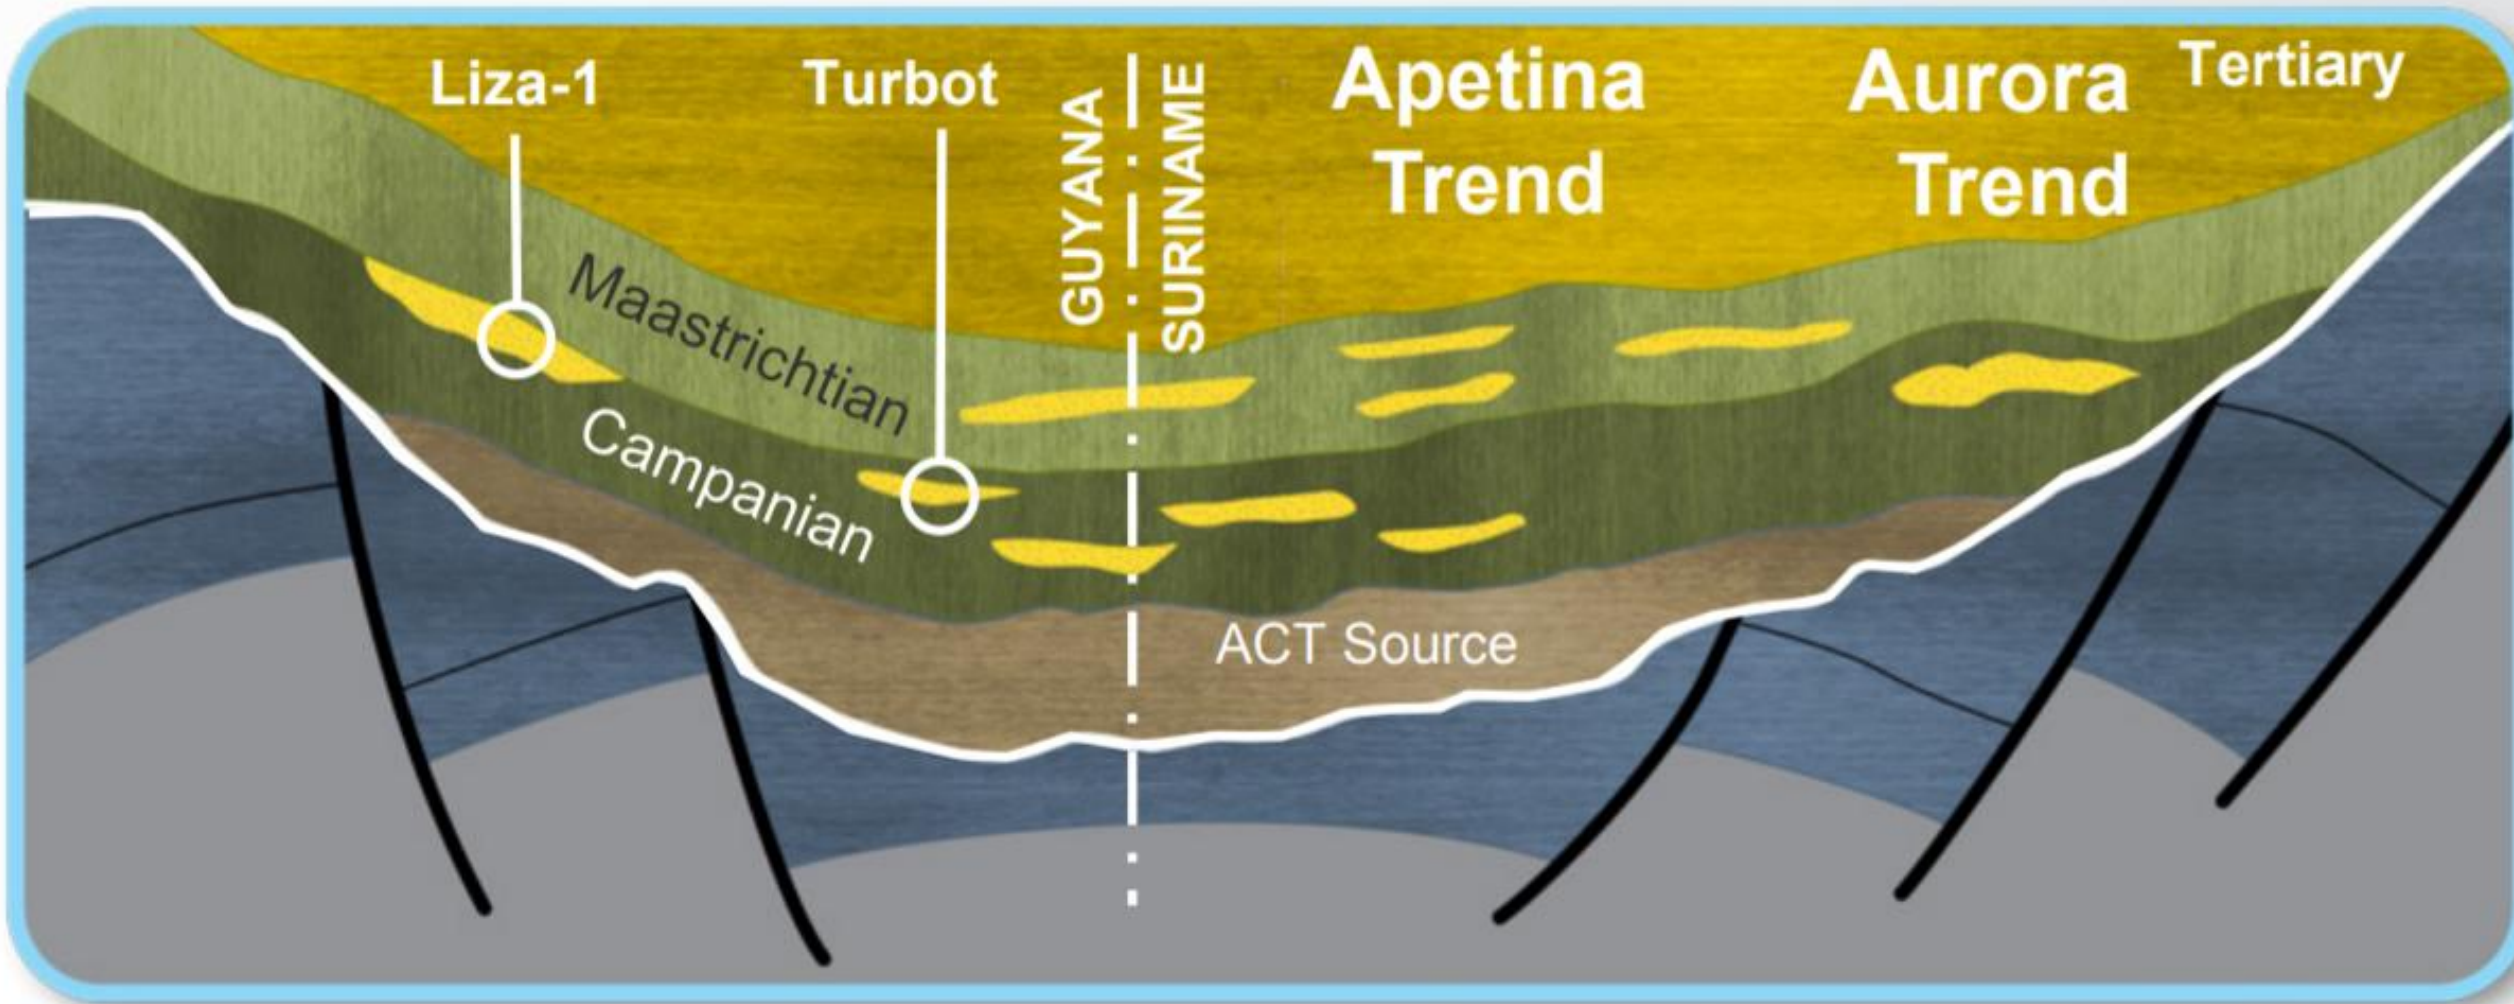 Liza-1
Turbot
GUYANA
SURINAME
Apetina
Trend
Aurora
Trend
Tertiary
Maastrichtian
Campanian
ACT Source